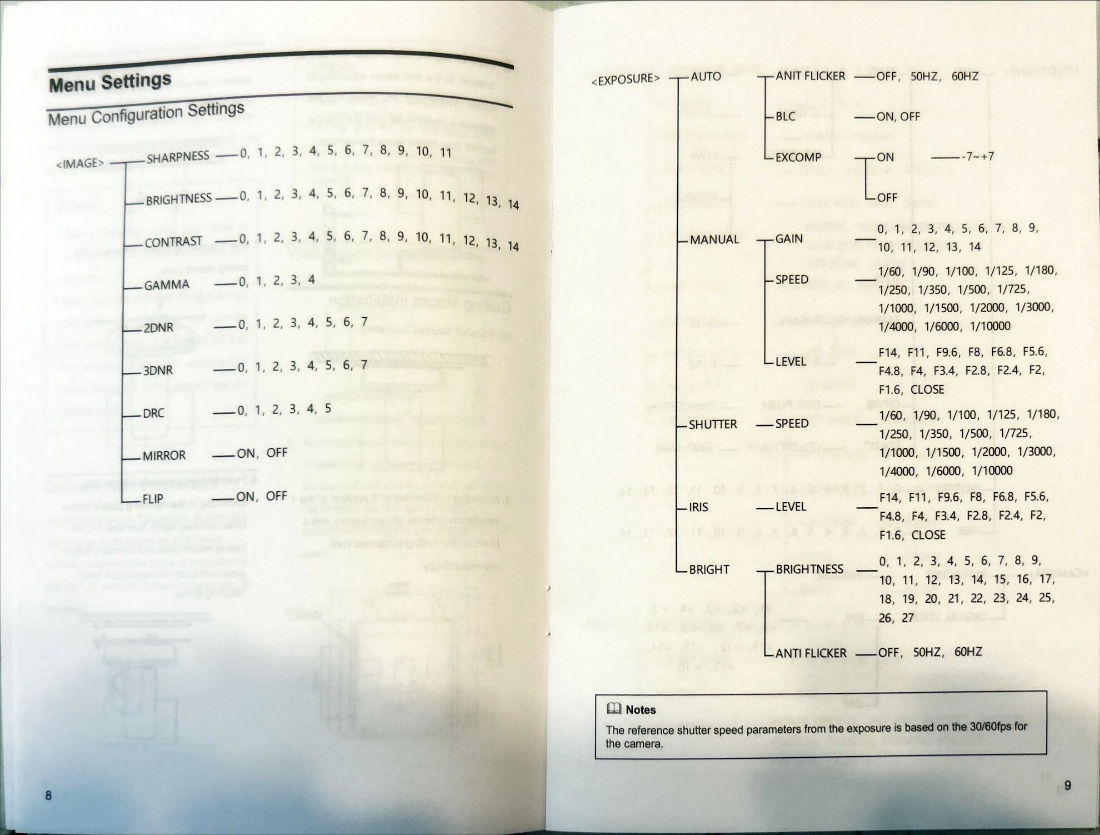 Menu Settings
Menu Configuration Settings
<IMAGE> SHARPNESS 0, 1, 2, 3, 4, 5, 6, 7, 8, 9, 10, 11
BRIGHTNESS 0, 1, 2, 3, 4, 5, 6, 7, 8, 9, 10, 11, 12, 13, 14
CONTRAST 0, 1, 2, 3, 4, 5, 6, 7, 8, 9, 10, 11, 12, 13, 14
GAMMA 0, 1, 2, 3, 4
2DNR 0, 1, 2, 3, 4, 5, 6, 7
3DNR 0, 1, 2, 3, 4, 5, 6, 7
DRC 0, 1, 2, 3, 4, 5
MIRROR ON, OFF
FLIP ON, OFF
8
<EXPOSURE> AUTO ANIT FLICKER OFF, 50HZ, 60HZ
BLC ON, OFF
EXCOMP ON -7~+7
OFF
MANUAL GAIN 0, 1, 2, 3, 4, 5, 6, 7, 8, 9,
10, 11, 12, 13, 14
SPEED 1/60, 1/90, 1/100, 1/125, 1/180,
1/250, 1/350, 1/500, 1/725,
1/1000, 1/1500, 1/2000, 1/3000,
1/4000, 1/6000, 1/10000
LEVEL F14, F11, F9.6, F8, F6.8, F5.6,
F4.8, F4, F3.4, F2.8, F2.4, F2,
F1.6, CLOSE
SHUTTER SPEED 1/60, 1/90, 1/100, 1/125, 1/180,
1/250, 1/350, 1/500, 1/725,
1/1000, 1/1500, 1/2000, 1/3000,
1/4000, 1/6000, 1/10000
IRIS LEVEL F14, F11, F9.6, F8, F6.8, F5.6,
F4.8, F4, F3.4, F2.8, F2.4, F2,
F1.6, CLOSE
BRIGHT BRIGHTNESS 0, 1, 2, 3, 4, 5, 6, 7, 8, 9,
10, 11, 12, 13, 14, 15, 16, 17,
18, 19, 20, 21, 22, 23, 24, 25,
26, 27
ANTI FLICKER OFF, 50HZ, 60HZ
Notes
The reference shutter speed parameters from the exposure is based on the 30/60fps for
the camera.
9